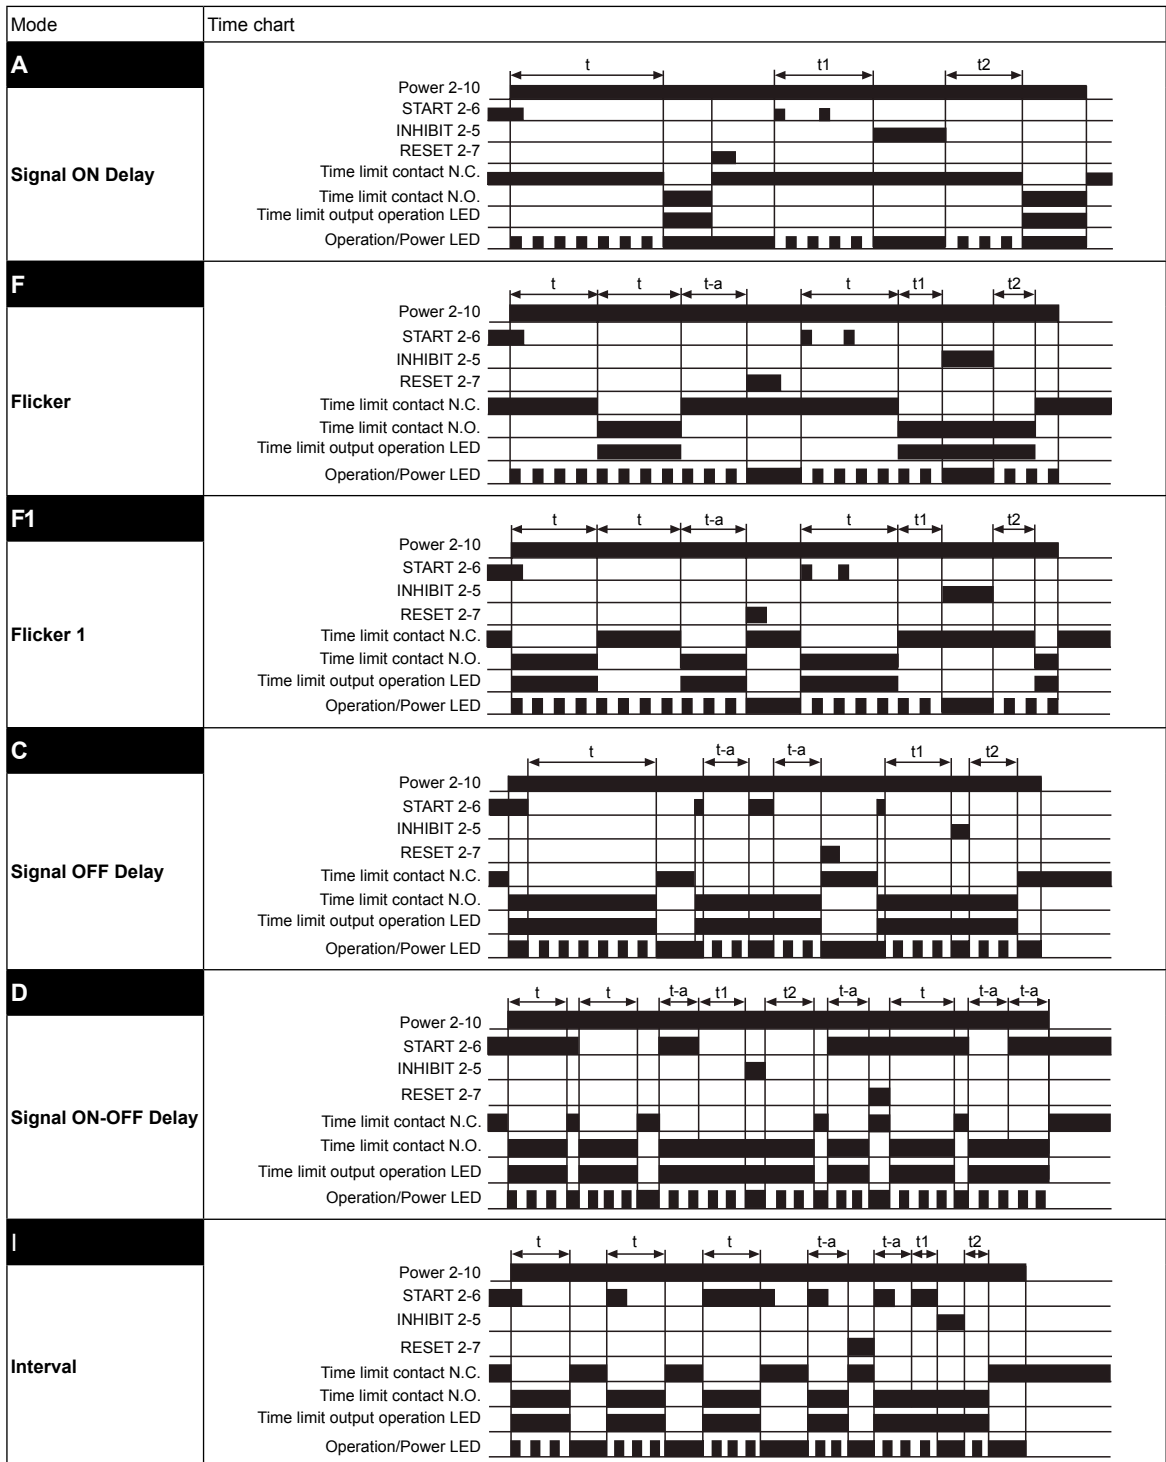 Mode Time chart
A
Signal ON Delay
t t1 t2
Power 2-10
START 2-6
INHIBIT 2-5
RESET 2-7
Time limit contact N.C.
Time limit contact N.O.
Time limit output operation LED
Operation/Power LED
F
Flicker
t t t-a t t1 t2
Power 2-10
START 2-6
INHIBIT 2-5
RESET 2-7
Time limit contact N.C.
Time limit contact N.O.
Time limit output operation LED
Operation/Power LED
F1
Flicker 1
t t t-a t t1 t2
Power 2-10
START 2-6
INHIBIT 2-5
RESET 2-7
Time limit contact N.C.
Time limit contact N.O.
Time limit output operation LED
Operation/Power LED
C
Signal OFF Delay
t t-a t-a t1 t2
Power 2-10
START 2-6
INHIBIT 2-5
RESET 2-7
Time limit contact N.C.
Time limit contact N.O.
Time limit output operation LED
Operation/Power LED
D
Signal ON-OFF Delay
t t t-a t1 t2 t-a t t-a t-a
Power 2-10
START 2-6
INHIBIT 2-5
RESET 2-7
Time limit contact N.C.
Time limit contact N.O.
Time limit output operation LED
Operation/Power LED
I
Interval
t t t t-a t-a t1 t2
Power 2-10
START 2-6
INHIBIT 2-5
RESET 2-7
Time limit contact N.C.
Time limit contact N.O.
Time limit output operation LED
Operation/Power LED